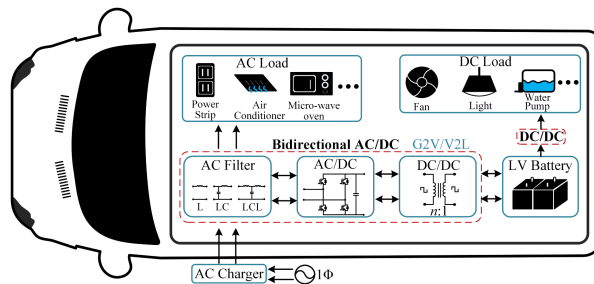 AC Load
Power
Strip
Air
Conditioner
Micro-wave
oven
DC Load
Fan
Light
Water
Pump
DC/DC
Bidirectional AC/DC
G2V/V2L
AC Filter
L
LC
LCL
AC/DC
DC/DC
n:1
LV Battery
AC Charger
1Φ